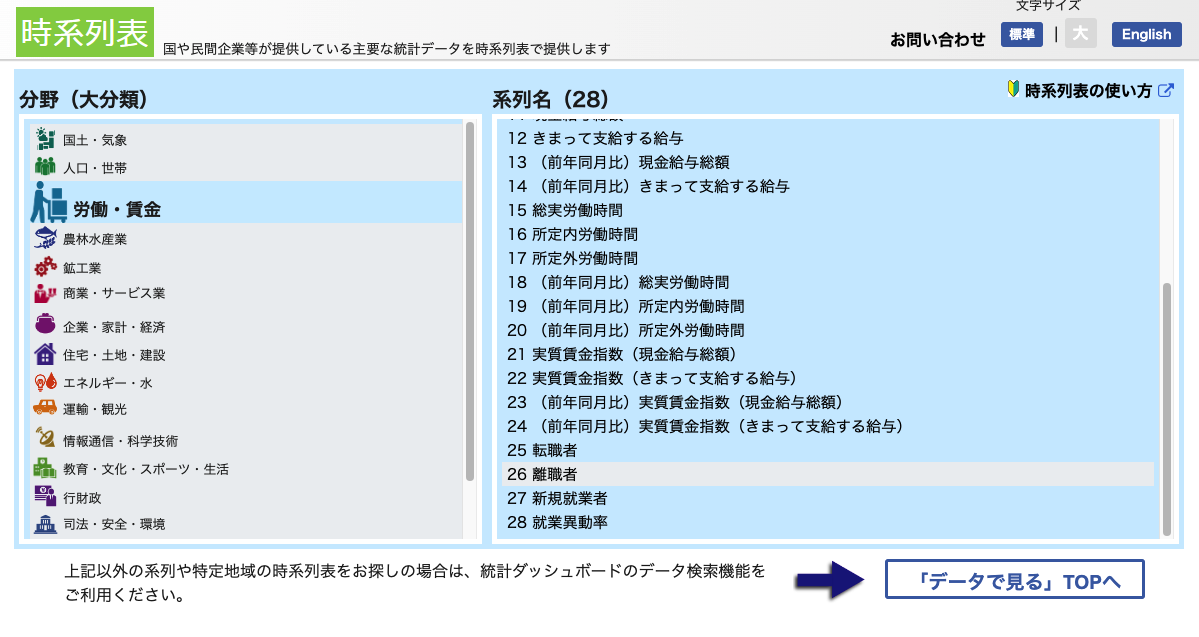 文字サイズ
時系列表
国や民間企業等が提供している主要な統計データを時系列表で提供します
お問い合わせ
標準 | 大
English
分野（大分類）
国土・気象
人口・世帯
労働・賃金
農林水産業
鉱工業
商業・サービス業
企業・家計・経済
住宅・土地・建設
エネルギー・水
運輸・観光
情報通信・科学技術
教育・文化・スポーツ・生活
行財政
司法・安全・環境
系列名（28）
時系列表の使い方
12 きまって支給する給与
13 （前年同月比）現金給与総額
14 （前年同月比）きまって支給する給与
15 総実労働時間
16 所定内労働時間
17 所定外労働時間
18 （前年同月比）総実労働時間
19 （前年同月比）所定内労働時間
20 （前年同月比）所定外労働時間
21 実質賃金指数（現金給与総額）
22 実質賃金指数（きまって支給する給与）
23 （前年同月比）実質賃金指数（現金給与総額）
24 （前年同月比）実質賃金指数（きまって支給する給与）
25 転職者
26 離職者
27 新規就業者
28 就業異動率
上記以外の系列や特定地域の時系列表をお探しの場合は、統計ダッシュボードのデータ検索機能を
ご利用ください。
「データで見る」TOPへ